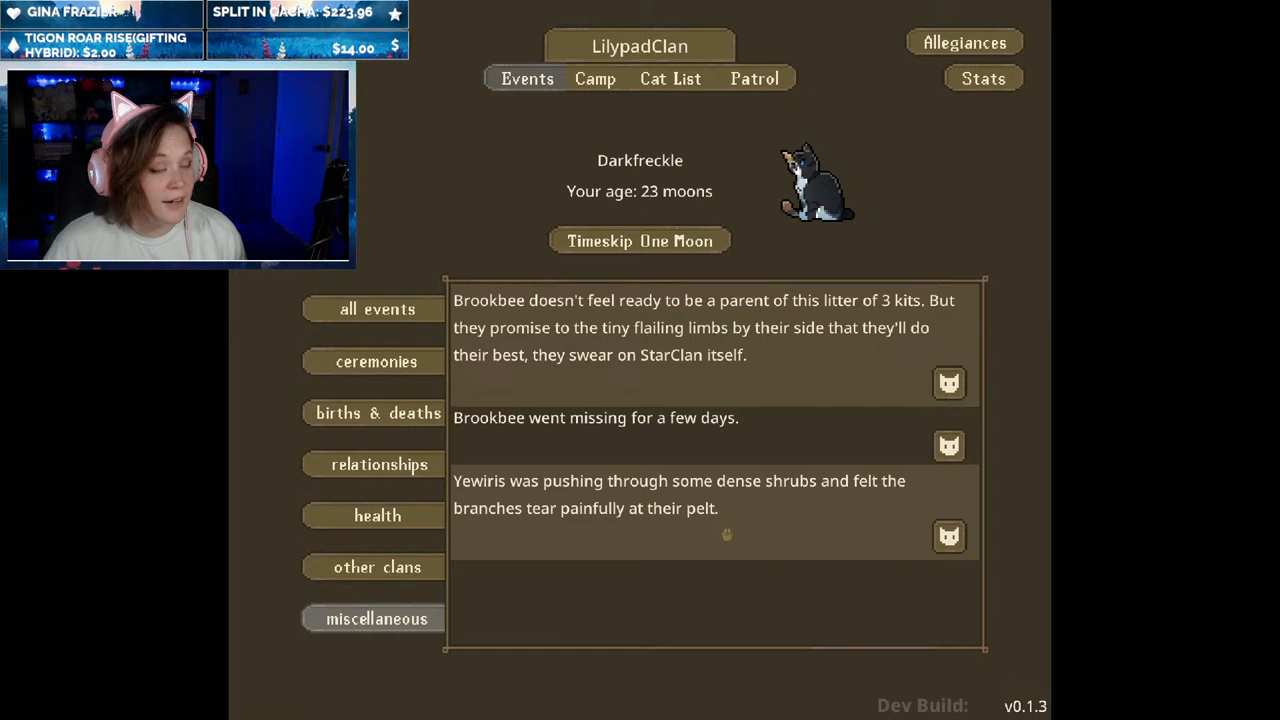 GINA FRAZIER
SPLIT IN GACHA: $223.96
TIGON ROAR RISE(GIFTING
HYBRID): $2.00
$14.00 $
LilypadClan
Allegiances
Events Camp Cat List Patrol
Stats
Darkfreckle
Your age: 23 moons
Timeskip One Moon
all events
ceremonies
births & deaths
relationships
health
other clans
miscellaneous
Brookbee doesn't feel ready to be a parent of this litter of 3 kits. But
they promise to the tiny flailing limbs by their side that they'll do
their best, they swear on StarClan itself.
Brookbee went missing for a few days.
Yewiris was pushing through some dense shrubs and felt the
branches tear painfully at their pelt.
Dev Build: v0.1.3